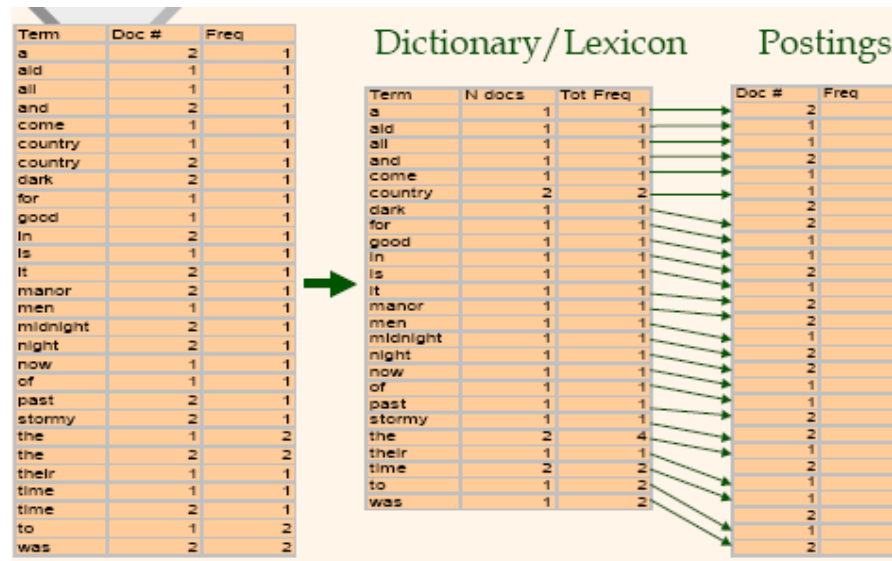 Term Doc # Freq
a 2 1
aid 1 1
all 1 1
and 2 1
come 1 1
country 1 1
country 2 1
dark 2 1
for 1 1
good 1 1
in 2 1
is 1 1
it 2 1
manor 2 1
men 1 1
midnight 2 1
night 2 1
now 1 1
of 1 1
past 2 1
stormy 2 1
the 1 2
the 2 2
their 1 1
time 1 1
time 2 1
to 1 2
was 2 2
Dictionary/Lexicon
Term N docs Tot Freq
a 1 1
aid 1 1
all 1 1
and 1 1
come 1 1
country 2 2
dark 1 1
for 1 1
good 1 1
in 1 1
is 1 1
it 1 1
manor 1 1
men 1 1
midnight 1 1
night 1 1
now 1 1
of 1 1
past 1 1
stormy 1 1
the 2 4
their 1 1
time 2 2
to 1 2
was 1 2
Postings
Doc # Freq
2
1
1
2
1
1
2
2
1
1
2
1
2
2
1
2
2
1
1
2
2
1
2
1
1
2
1
2